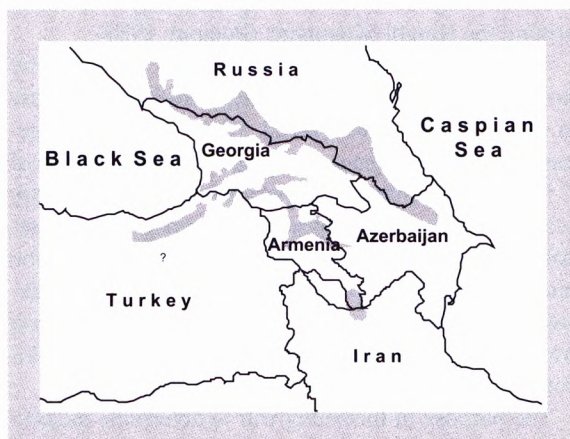 Russia
Caspian
Sea
Georgia
Black Sea
Azerbaijan
Armenia
?
Turkey
Iran